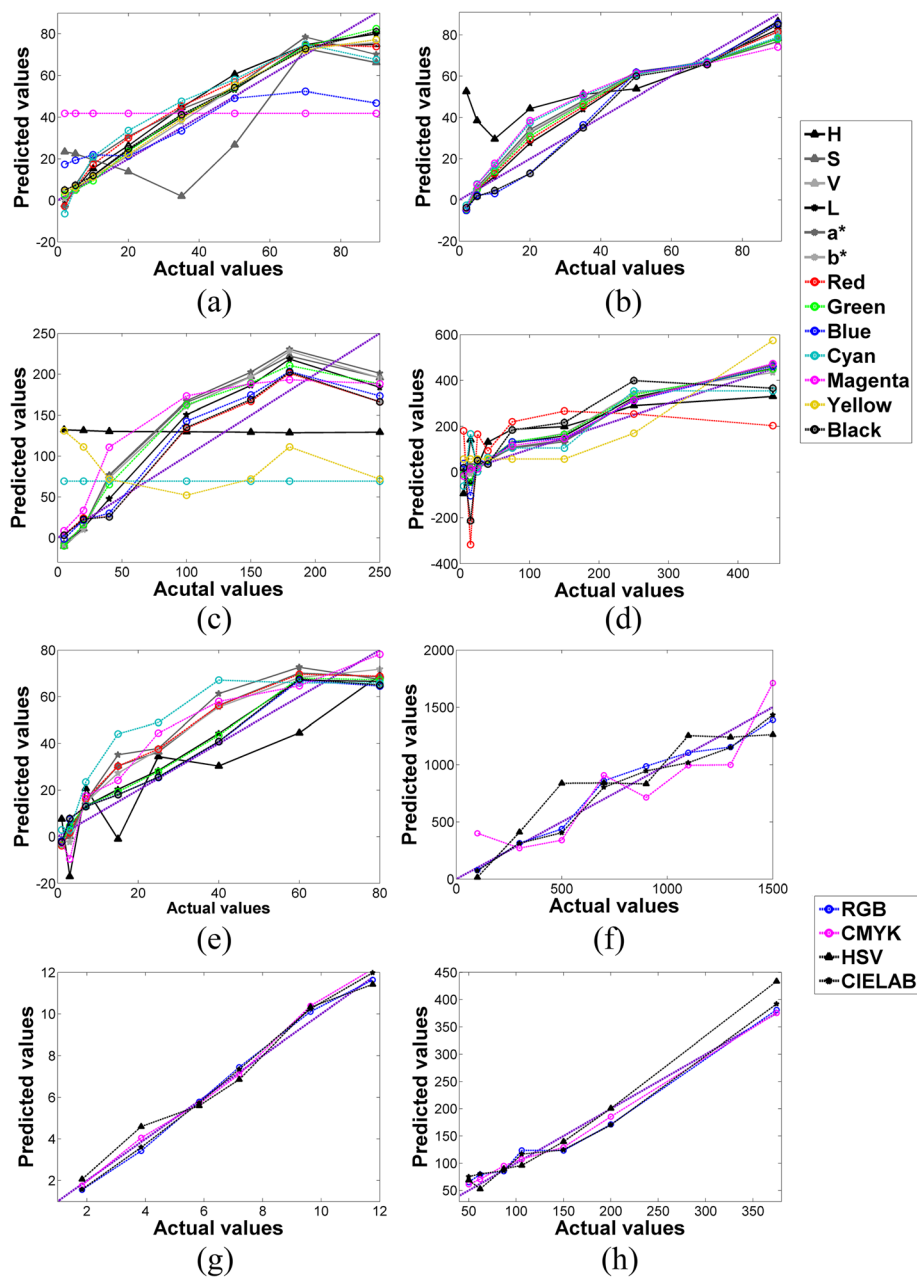 80
60
40
20
0
-20
Predicted values
0
20
40
60
80
Actual values
(a)
80
60
40
20
0
-20
Predicted values
0
20
40
60
80
Actual values
(b)
H
S
V
L
a*
b*
Red
Green
Blue
Cyan
Magenta
Yellow
Black
250
200
150
100
50
0
Predicted values
0
50
100
150
200
250
Acutal values
(c)
600
400
200
0
-200
-400
Predicted values
0
100
200
300
400
Actual values
(d)
80
60
40
20
0
-20
Predicted values
0
20
40
60
80
Actual values
(e)
2000
1500
1000
500
0
Predicted values
0
500
1000
1500
Actual values
(f)
RGB
CMYK
HSV
CIELAB
12
10
8
6
4
2
Predicted values
2
4
6
8
10
12
Actual values
(g)
450
400
350
300
250
200
150
100
50
Predicted values
50
100
150
200
250
300
350
Actual values
(h)